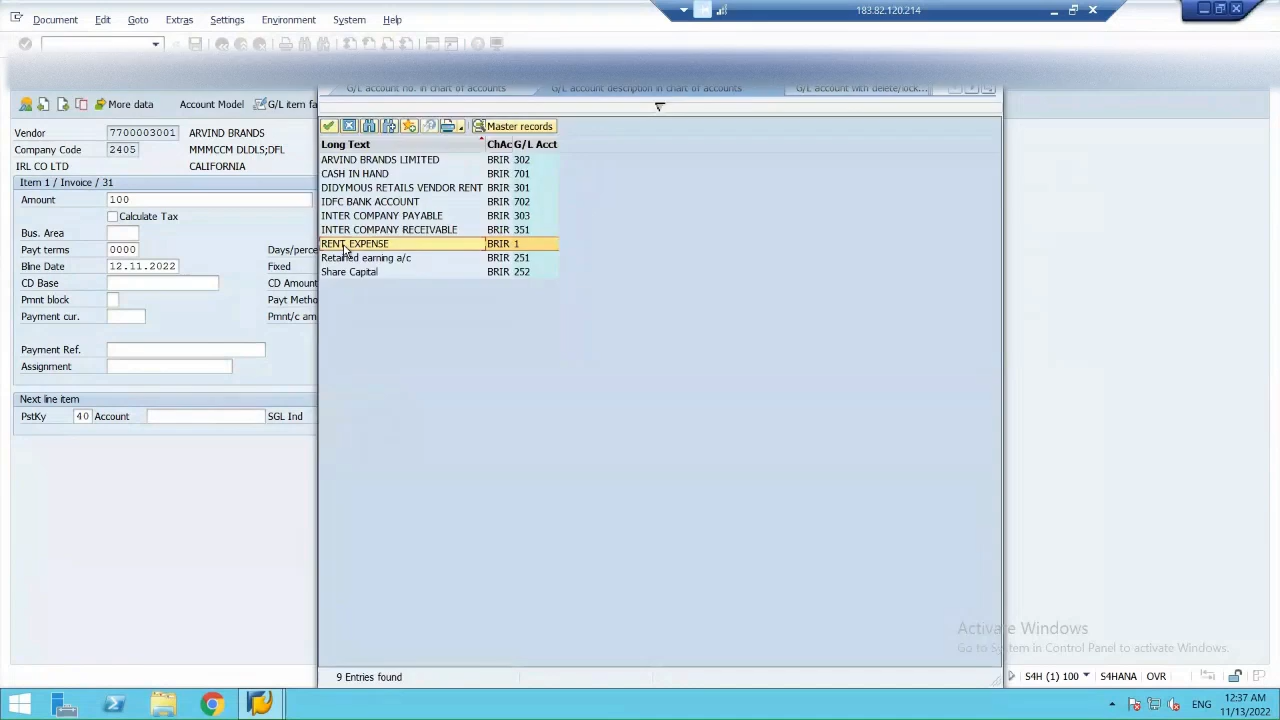 Document Edit Goto Extras Settings Environment System Help
183.82.120.214
G/L account no. in chart of accounts G/L account description in chart of accounts G/L account with delete/lock...
More data Account Model G/L item fa
Master records
Vendor 7700003001 ARVIND BRANDS
Company Code 2405 MMMCCM DLDLS;DFL
IRL CO LTD CALIFORNIA
Item 1 / Invoice / 31
Amount 100
Calculate Tax
Bus. Area
Payt terms 0000 Days/perce
Bline Date 12.11.2022 Fixed
CD Base CD Amount
Pmnt block Payt Metho
Payment cur. Pmnt/c am
Payment Ref.
Assignment
Next line item
PstKy 40 Account SGL Ind
Long Text ChAc G/L Acct
ARVIND BRANDS LIMITED BRIR 302
CASH IN HAND BRIR 701
DIDYMOUS RETAILS VENDOR RENT BRIR 301
IDFC BANK ACCOUNT BRIR 702
INTER COMPANY PAYABLE BRIR 303
INTER COMPANY RECEIVABLE BRIR 351
RENT EXPENSE BRIR 1
Retained earning a/c BRIR 251
Share Capital BRIR 252
9 Entries found
Activate Windows
Go to System in Control Panel to activate Windows.
S4H (1) 100 S4HANA OVR
ENG
12:37 AM
11/13/2022